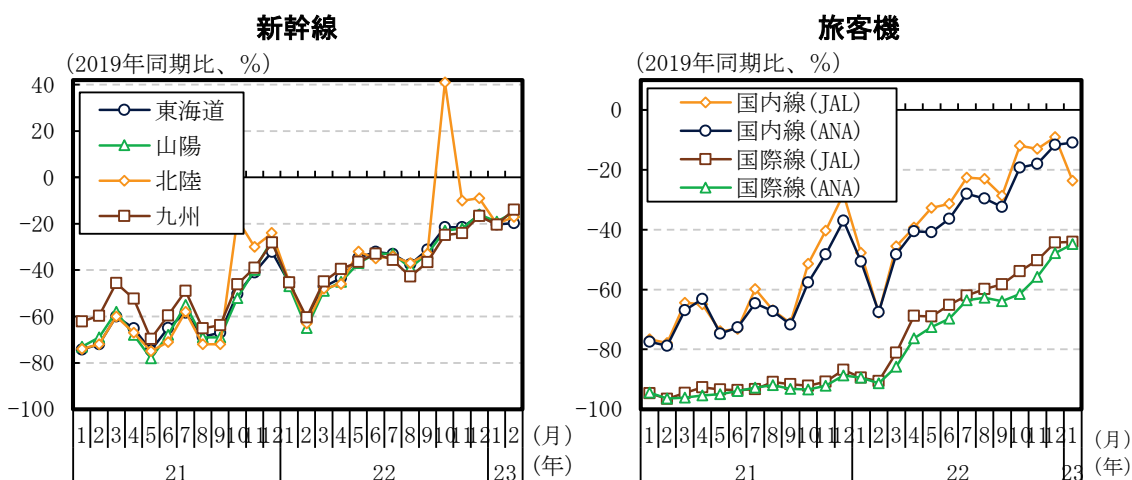 新幹線
(2019年同期比、%)
40
20
0
-20
-40
-60
-80
-100
東海道
山陽
北陸
九州
1 2 3 4 5 6 7 8 9 10 11 12 1 2 3 4 5 6 7 8 9 10 11 12 1 2 (月)
21 22 23 (年)
旅客機
(2019年同期比、%)
0
-20
-40
-60
-80
-100
国内線(JAL)
国内線(ANA)
国際線(JAL)
国際線(ANA)
1 2 3 4 5 6 7 8 9 10 11 12 1 2 3 4 5 6 7 8 9 10 11 12 1 (月)
21 22 23 (年)